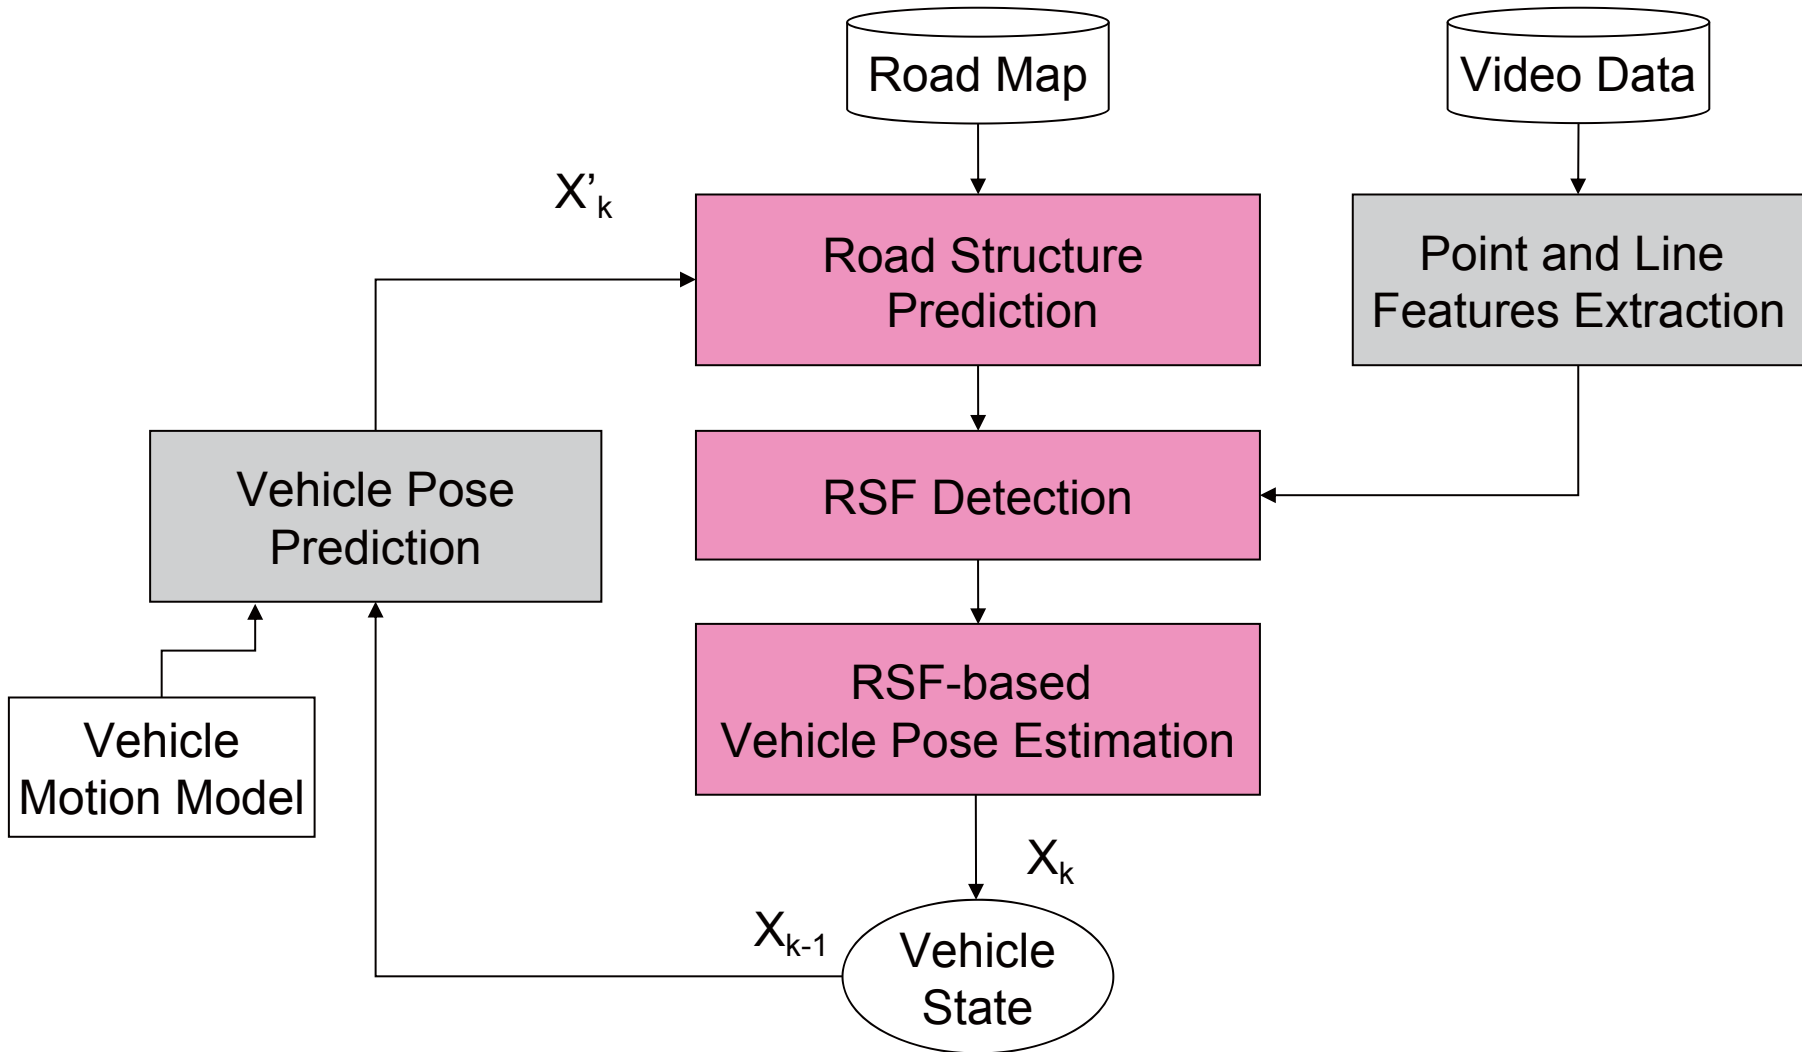 Road Map
Video Data
X’k
Road Structure
Prediction
Point and Line
Features Extraction
Vehicle Pose
Prediction
RSF Detection
RSF-based
Vehicle Pose Estimation
Vehicle
Motion Model
Xk
Xk-1
Vehicle
State